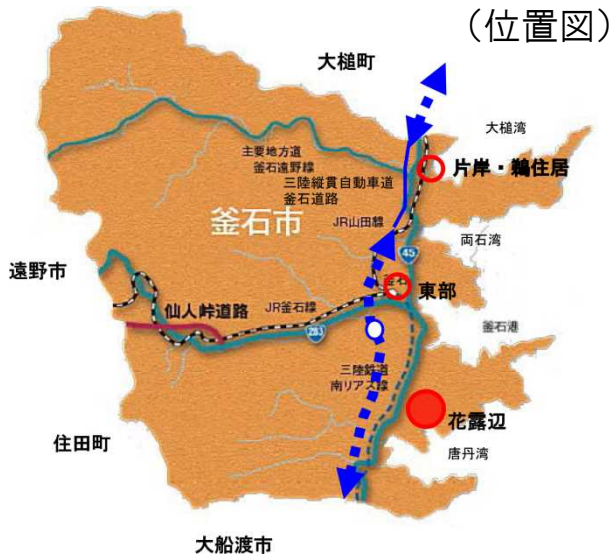 （位置図）
大槌町
大槌湾
主要地方道
釜石遠野線
片岸・鵜住居
三陸縦貫自動車道
釜石道路
釜石市
JR山田線
45
両石湾
遠野市
釜石
東部
仙人峠道路
JR釜石線
283
釜石港
三陸鉄道
南リアス線
花露辺
住田町
唐丹湾
大船渡市